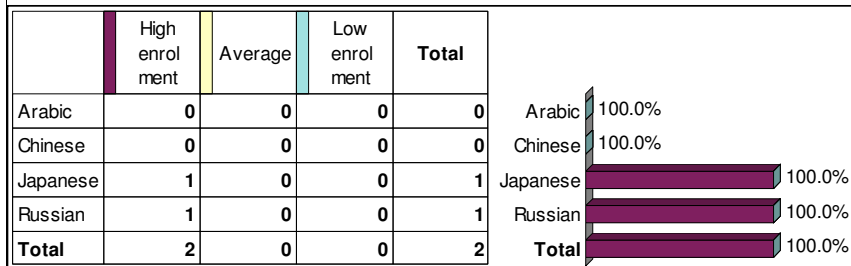 High enrol ment Average Low enrol ment Total
Arabic 0 0 0 0
Chinese 0 0 0 0
Japanese 1 0 0 1
Russian 1 0 0 1
Total 2 0 0 2
Arabic 100.0%
Chinese 100.0%
Japanese 100.0%
Russian 100.0%
Total 100.0%